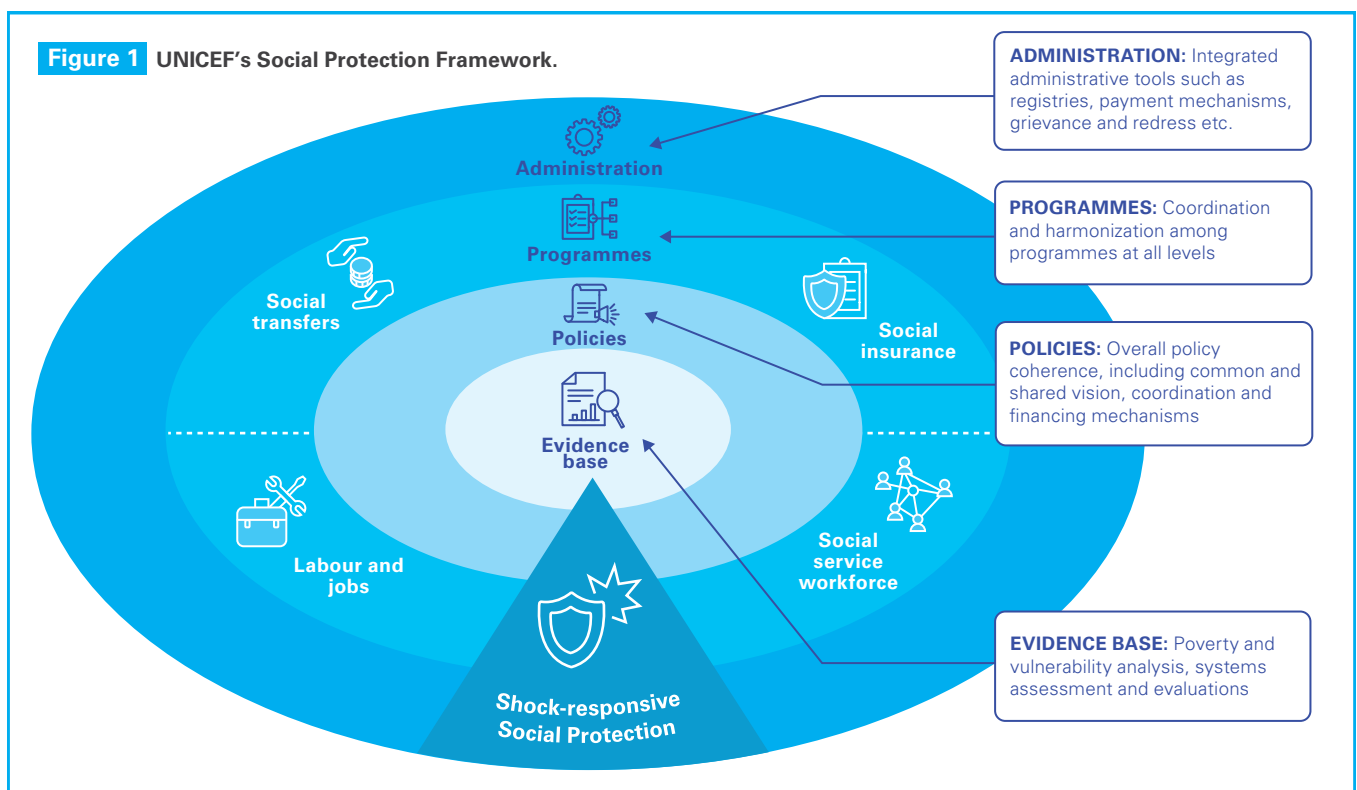 Figure 1 UNICEF's Social Protection Framework.
ADMINISTRATION: Integrated
administrative tools such as
registries, payment mechanisms,
grievance and redress etc.
Administration
PROGRAMMES: Coordination
and harmonization among
programmes at all levels
Programmes
Social
transfers
Social
insurance
POLICIES: Overall policy
coherence, including common and
shared vision, coordination and
financing mechanisms
Policies
Evidence
base
Labour and
jobs
Social
service
workforce
EVIDENCE BASE: Poverty and
vulnerability analysis, systems
assessment and evaluations
Shock-responsive
Social Protection